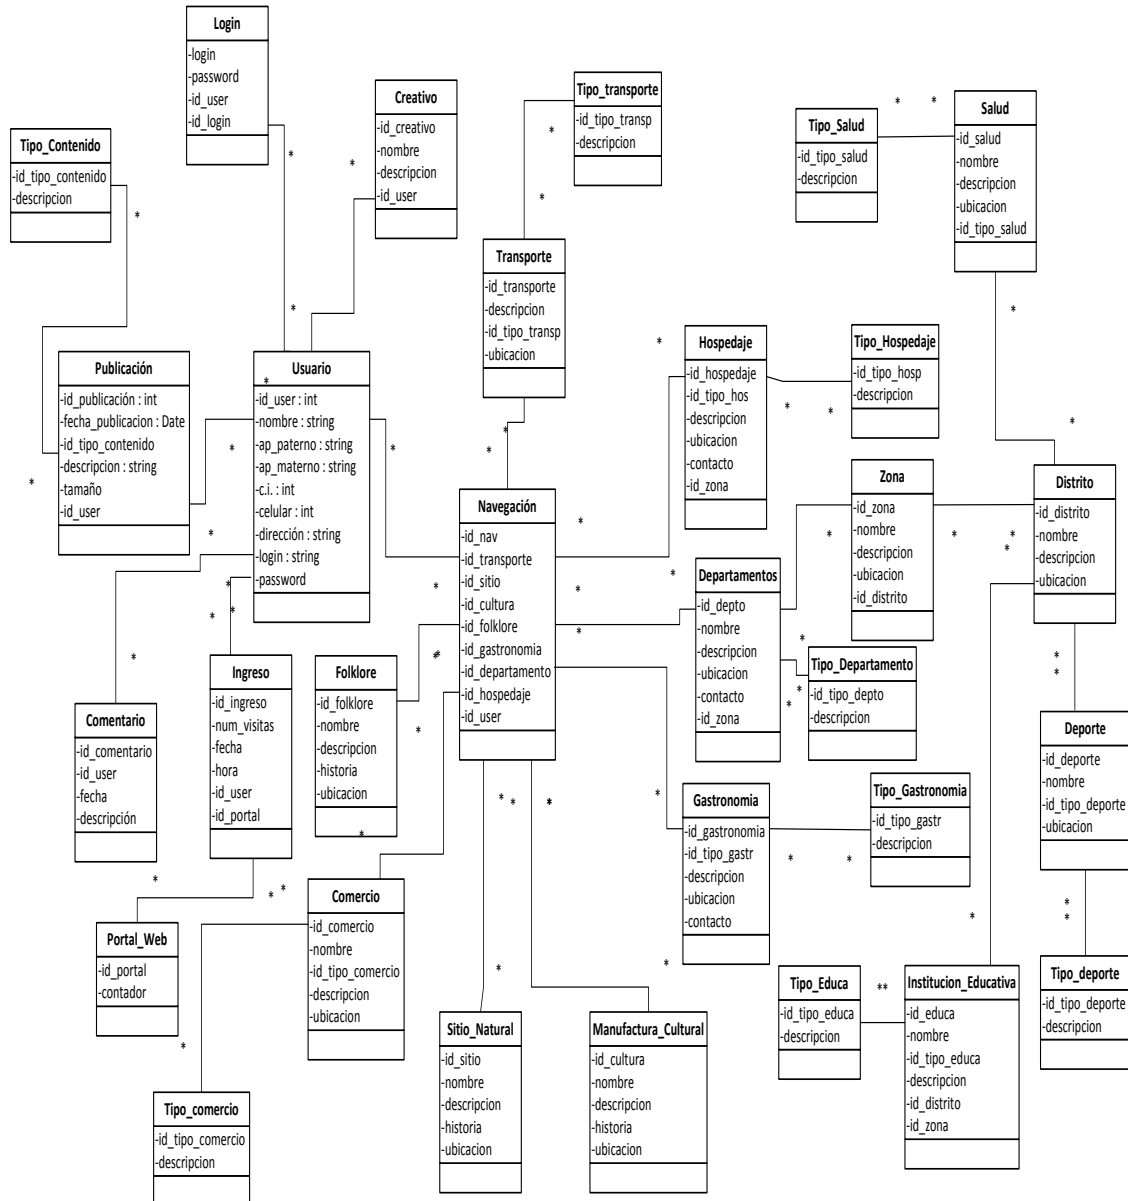 Login
-login
-password
-id_user
-id_login
Creativo
-id_creativo
-nombre
-descripcion
-id_user
Tipo_transporte
-id_tipo_transp
-descripcion
Tipo_Salud
-id_tipo_salud
-descripcion
Salud
-id_salud
-nombre
-descripcion
-ubicacion
-id_tipo_salud
Tipo_Contenido
-id_tipo_contenido
-descripcion
Transporte
-id_transporte
-descripcion
-id_tipo_transp
-ubicacion
Publicación
-id_publicación : int
-fecha_publicacion : Date
-id_tipo_contenido
-descripcion : string
-tamaño
-id_user
Usuario
-id_user : int
-nombre : string
-ap_paterno : string
-ap_materno : string
-c.i. : int
-celular : int
-dirección : string
-login : string
-password
Hospedaje
-id_hospedaje
-id_tipo_hos
-descripcion
-ubicacion
-contacto
-id_zona
Tipo_Hospedaje
-id_tipo_hosp
-descripcion
Navegación
-id_nav
-id_transporte
-id_sitio
-id_cultura
-id_folklore
-id_gastronomia
-id_departamento
-id_hospedaje
-id_user
Zona
-id_zona
-nombre
-descripcion
-ubicacion
-id_distrito
Distrito
-id_distrito
-nombre
-descripcion
-ubicacion
Departamentos
-id_depto
-nombre
-descripcion
-ubicacion
-contacto
-id_zona
Tipo_Departamento
-id_tipo_depto
-descripcion
Ingreso
-id_ingreso
-num_visitas
-fecha
-hora
-id_user
-id_portal
Folklore
-id_folklore
-nombre
-descripcion
-historia
-ubicacion
Comentario
-id_comentario
-id_user
-fecha
-descripción
Deporte
-id_deporte
-nombre
-id_tipo_deporte
-ubicacion
Gastronomia
-id_gastronomia
-id_tipo_gastr
-descripcion
-ubicacion
-contacto
Tipo_Gastronomia
-id_tipo_gastr
-descripcion
Comercio
-id_comercio
-nombre
-id_tipo_comercio
-descripcion
-ubicacion
Portal_Web
-id_portal
-contador
Tipo_Educa
-id_tipo_educa
-descripcion
Institucion_Educativa
-id_educa
-nombre
-id_tipo_educa
-descripcion
-id_distrito
-id_zona
Tipo_deporte
-id_tipo_deporte
-descripcion
Sitio_Natural
-id_sitio
-nombre
-descripcion
-historia
-ubicacion
Manufactura_Cultural
-id_cultura
-nombre
-descripcion
-historia
-ubicacion
Tipo_comercio
-id_tipo_comercio
-descripcion